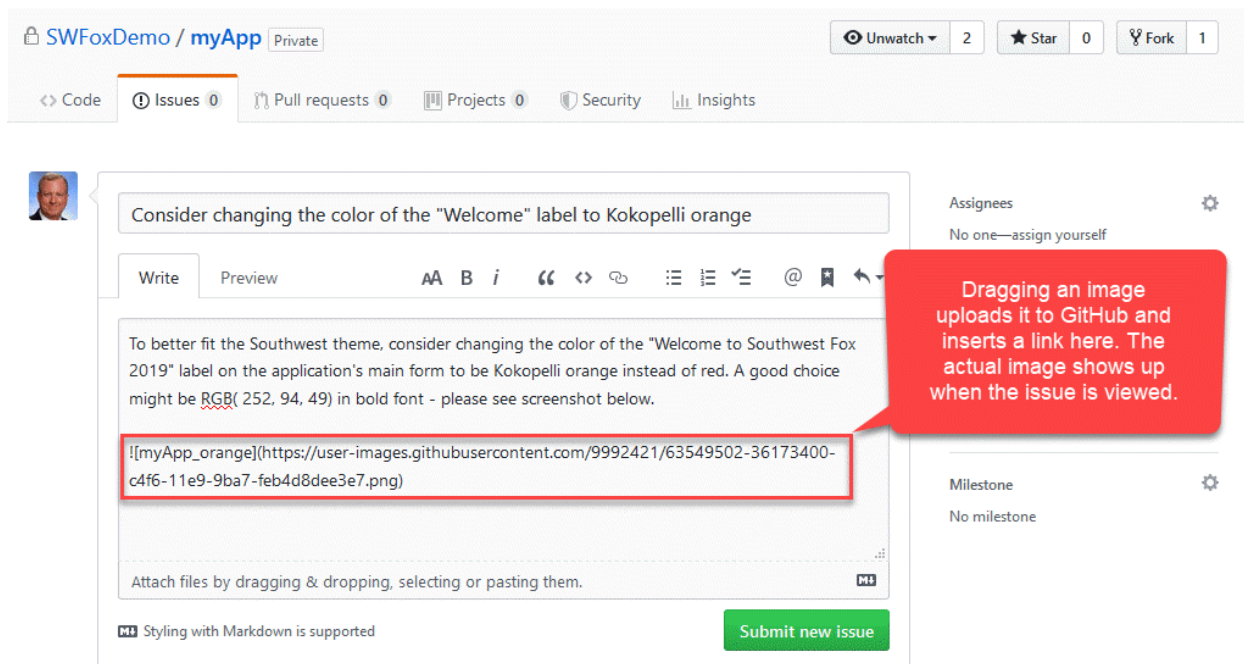 SWFoxDemo / myApp Private
Unwatch 2 Star 0 Fork 1
Code Issues 0 Pull requests 0 Projects 0 Security Insights
Consider changing the color of the "Welcome" label to Kokopelli orange
Write Preview AA B i @
To better fit the Southwest theme, consider changing the color of the "Welcome to Southwest Fox
2019" label on the application's main form to be Kokopelli orange instead of red. A good choice
might be RGB( 252, 94, 49) in bold font - please see screenshot below.
![myApp_orange](https://user-images.githubusercontent.com/9992421/63549502-36173400-
c4f6-11e9-9ba7-feb4d8dee3e7.png)
Attach files by dragging & dropping, selecting or pasting them.
Styling with Markdown is supported
Submit new issue
Assignees
No one—assign yourself
Dragging an image
uploads it to GitHub and
inserts a link here. The
actual image shows up
when the issue is viewed.
Milestone
No milestone